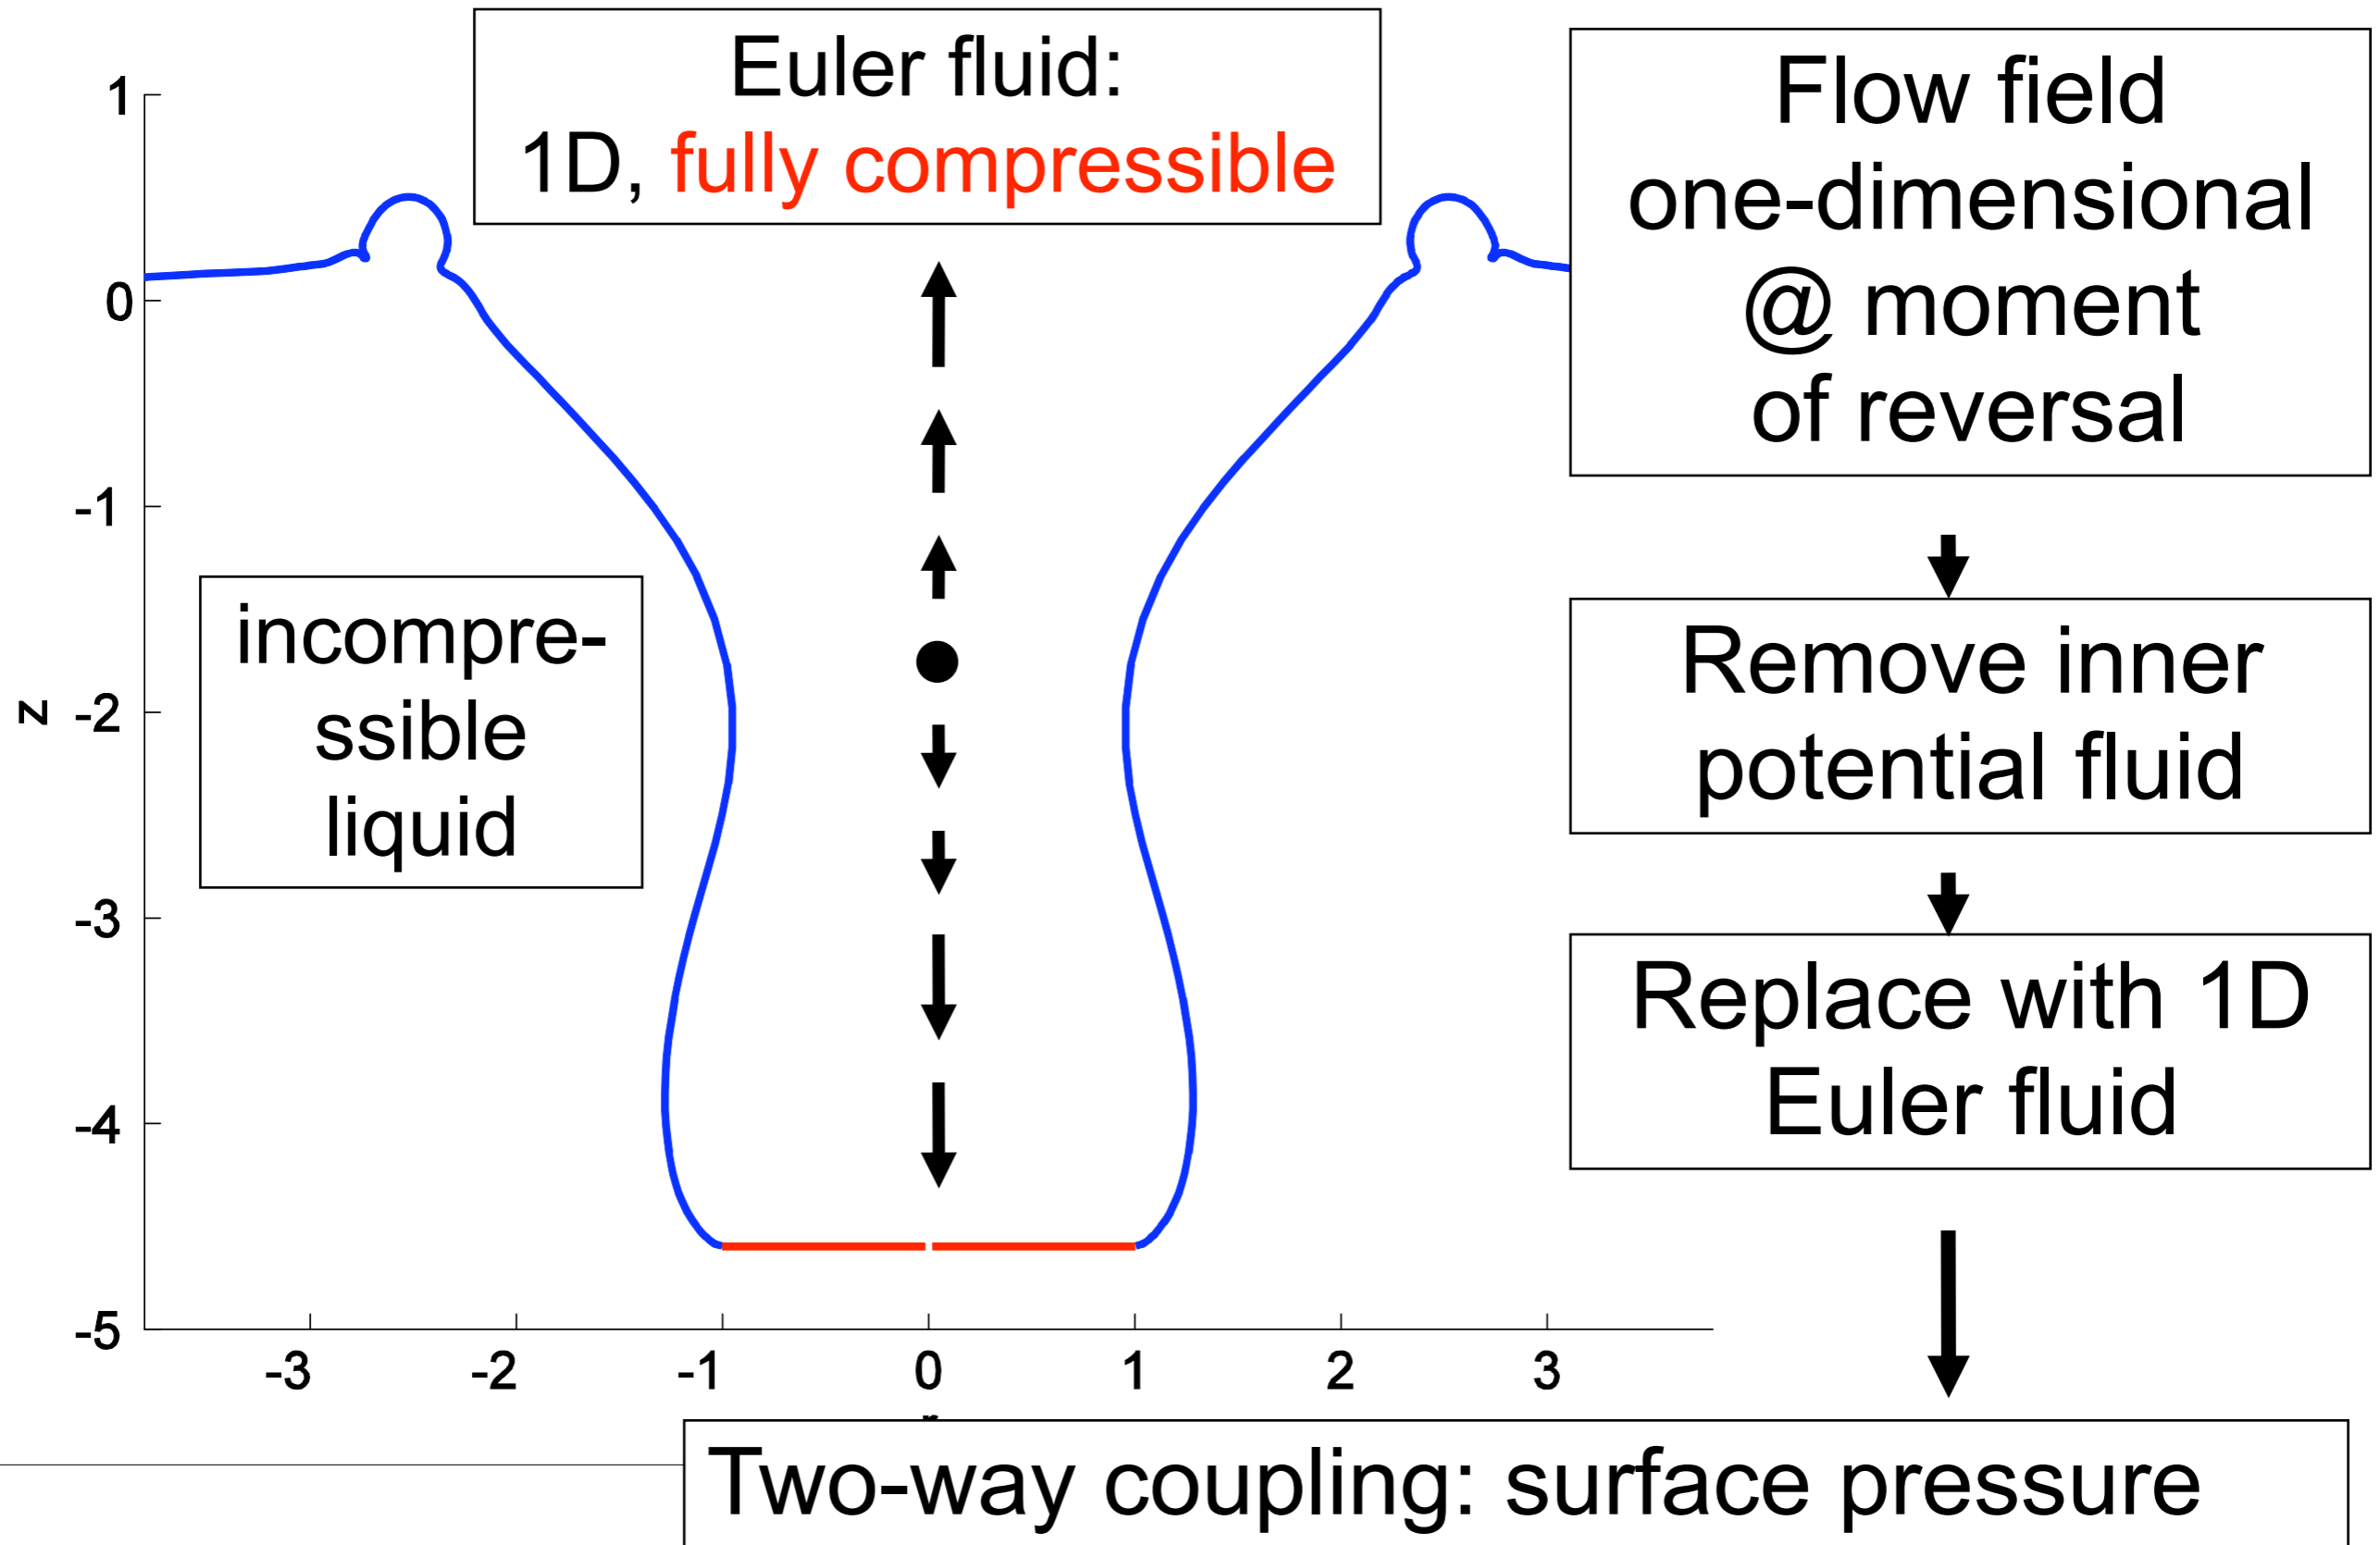 Euler fluid:
1D, fully compressible
Flow field
one-dimensional
@ moment
of reversal
Remove inner
potential fluid
Replace with 1D
Euler fluid
incompre-
ssible
liquid
1
0
-1
-2
-3
-4
-5
z
-3
-2
-1
0
1
2
3
Two-way coupling: surface pressure